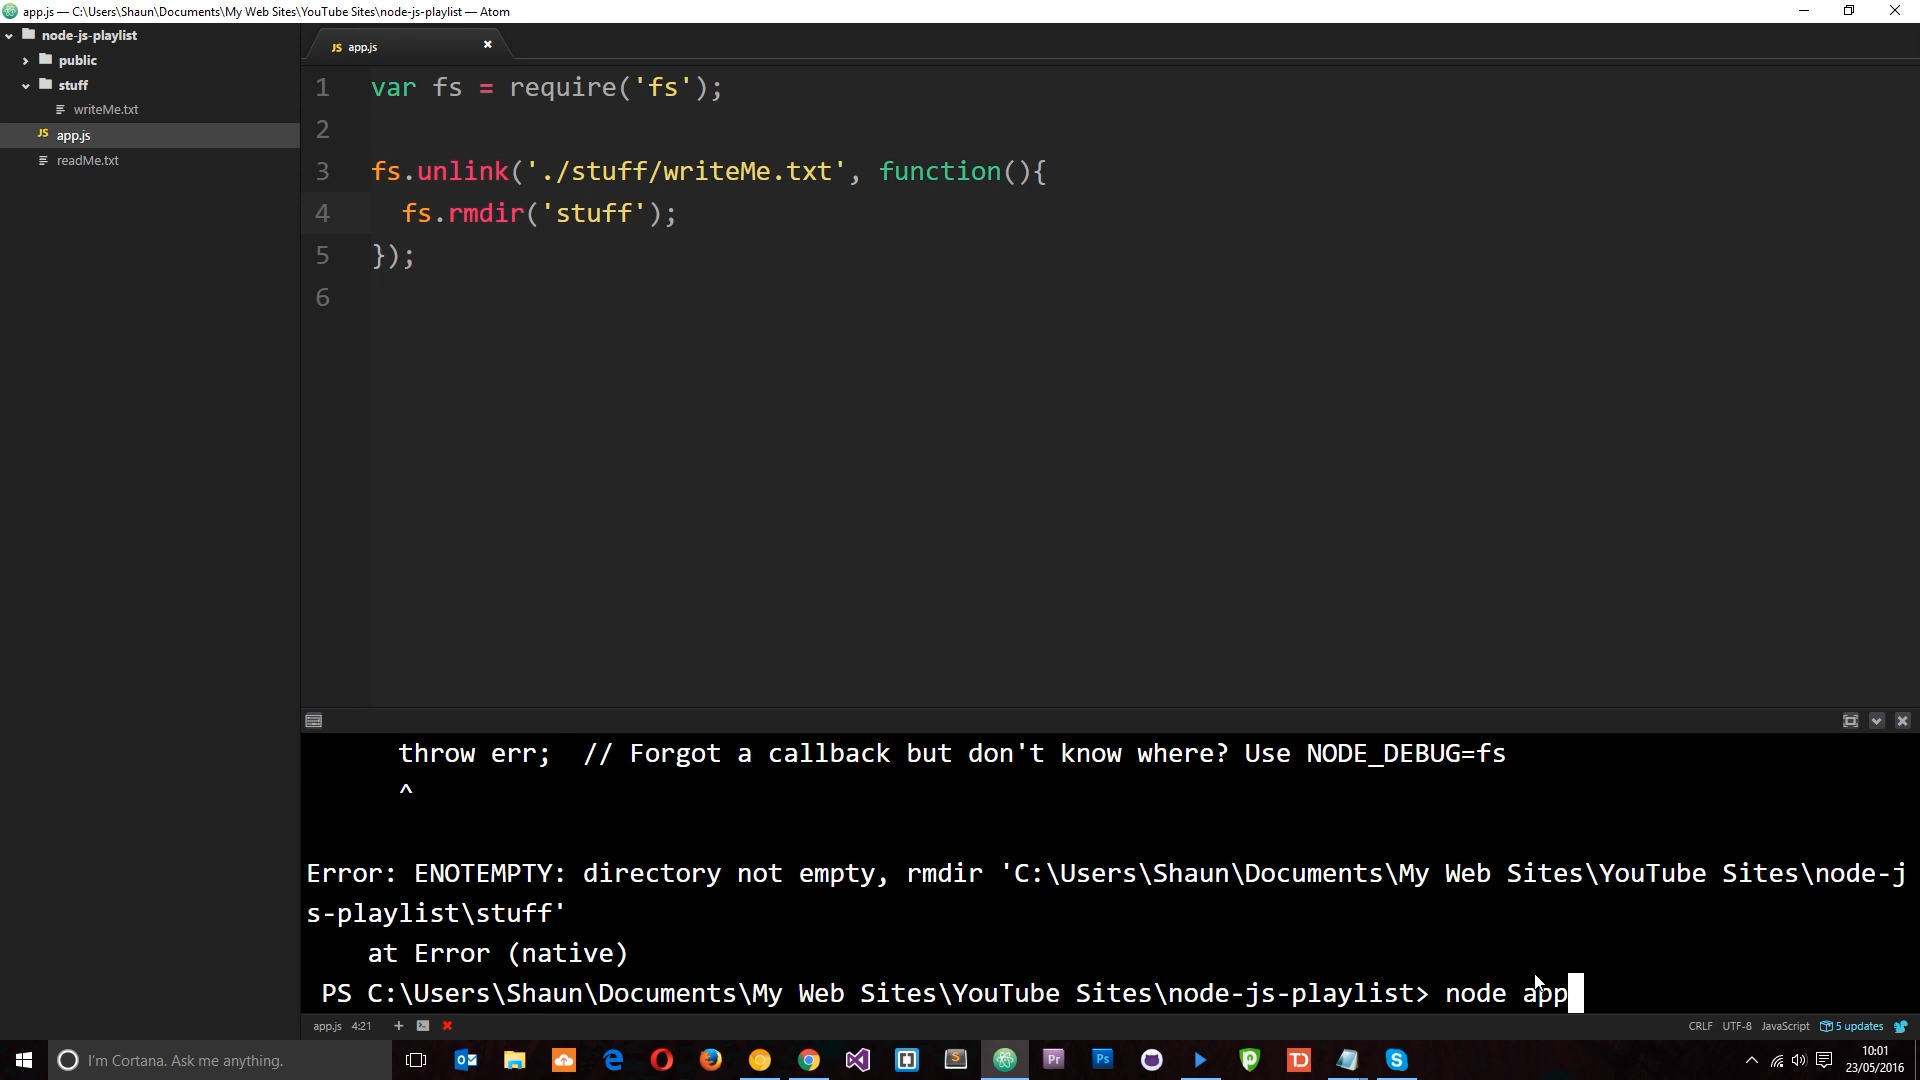 app.js — C:\Users\Shaun\Documents\My Web Sites\YouTube Sites\node-js-playlist — Atom
node-js-playlist
public
stuff
writeMe.txt
JS app.js
readMe.txt
JS app.js
1 var fs = require('fs');
2
3 fs.unlink('./stuff/writeMe.txt', function(){
4 fs.rmdir('stuff');
5 });
6
throw err; // Forgot a callback but don't know where? Use NODE_DEBUG=fs
^
Error: ENOTEMPTY: directory not empty, rmdir 'C:\Users\Shaun\Documents\My Web Sites\YouTube Sites\node-j
s-playlist\stuff'
at Error (native)
PS C:\Users\Shaun\Documents\My Web Sites\YouTube Sites\node-js-playlist> node app
app.js 4:21
CRLF UTF-8 JavaScript 5 updates
I'm Cortana. Ask me anything.
Pr
Ps
TD
10:01
23/05/2016